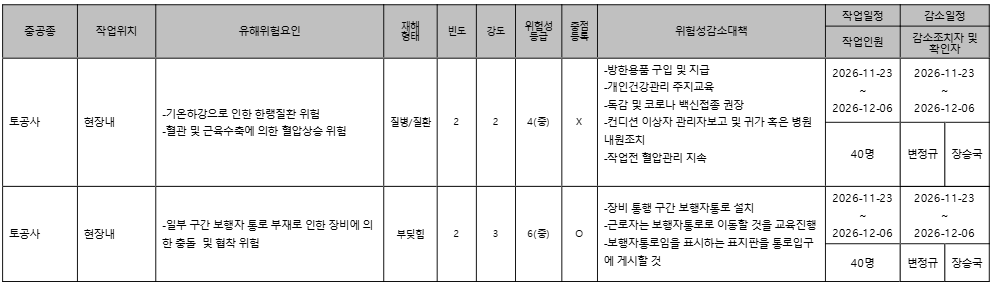 중공종
작업위치
유해위험요인
재해
형태
빈도
강도
위험성
등급
중점
등록
위험성감소대책
작업일정
작업인원
감소일정
감소조치자 및
확인자
토공사
현장내
-기온하강으로 인한 한랭질환 위험
-혈관 및 근육수축에 의한 혈압상승 위험
질병/질환
2
2
4(중)
X
-방한용품 구입 및 지급
-개인건강관리 주지교육
-독감 및 코로나 백신접종 권장
-컨디션 이상자 관리자보고 및 귀가 혹은 병원
내원조치
-작업전 혈압관리 지속
2026-11-23
~
2026-12-06
40명
2026-11-23
~
2026-12-06
변정규
장승국
토공사
현장내
-일부 구간 보행자 통로 부재로 인한 장비에 의
한 충돌 및 협착 위험
부딪힘
2
3
6(중)
O
-장비 통행 구간 보행자통로 설치
-근로자는 보행자통로로 이동할 것을 교육진행
-보행자통로임을 표시하는 표지판을 통로입구
에 게시할 것
2026-11-23
~
2026-12-06
40명
2026-11-23
~
2026-12-06
변정규
장승국